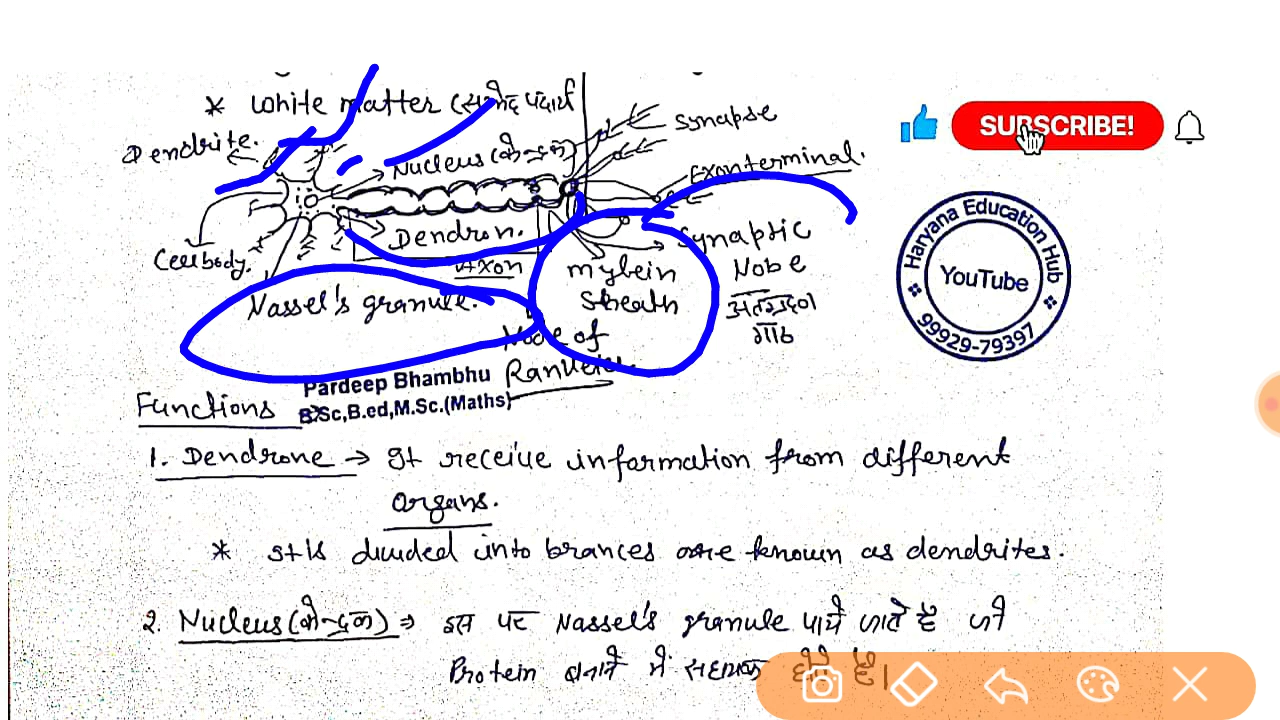 * White matter (सफेद पदार्थ
Dendrite.
Synapse
Nucleus (केन्द्रक)
Exonterminal.
Dendron.
Synaptic
Nobe
Cellbody.
Axon
mylein
Sheath
Nassel's granule.
Node of
Ranveier.
SUBSCRIBE!
Haryana Education Hub
YouTube
99929-79397
Pardeep Bhambhu
B.Sc,B.ed,M.Sc.(Maths)
Functions
1. Dendrone → It receive information from different
organs.
* It is divided into brances are known as dendrites.
2. Nucleus (केन्द्रक) ⇒ इस पर Nassel's granule पाये जाते है जो
Protein बनाने में सहायक होते है।